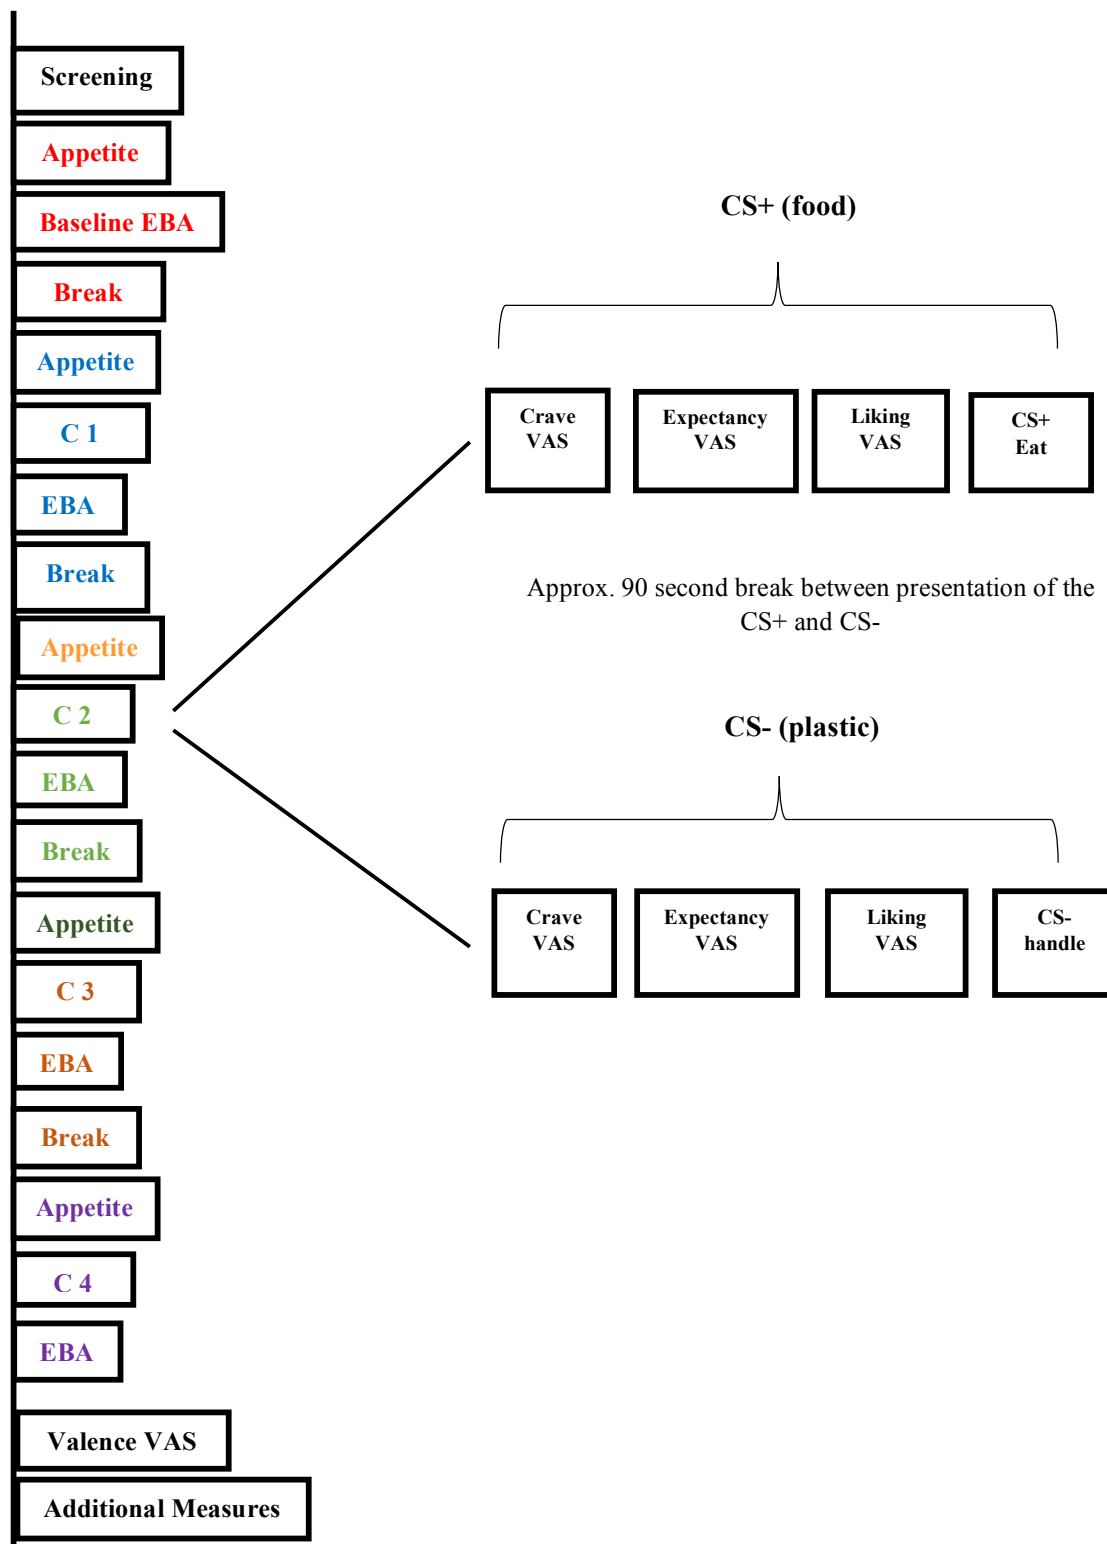 Screening
Appetite
Baseline EBA
Break
Appetite
C 1
EBA
Break
Appetite
C 2
EBA
Break
Appetite
C 3
EBA
Break
Appetite
C 4
EBA
Valence VAS
Additional Measures
CS+ (food)
Crave
VAS
Expectancy
VAS
Liking
VAS
CS+
Eat
Approx. 90 second break between presentation of the
CS+ and CS-
CS- (plastic)
Crave
VAS
Expectancy
VAS
Liking
VAS
CS-
handle